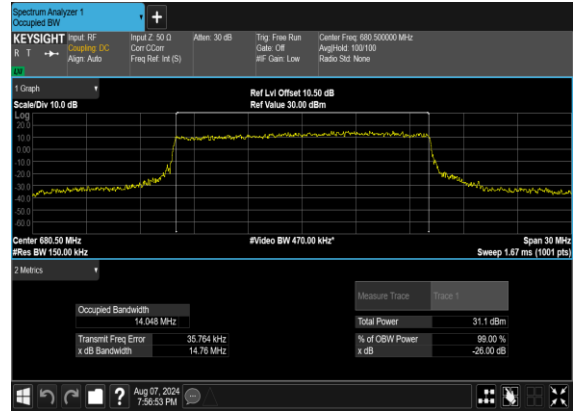 Spectrum Analyzer 1
Occupied BW
KEYSIGHT Input: RF Input Z: 50 Ω Atten: 30 dB Trig: Free Run Center Freq: 680.500000 MHz
R T Coupling: DC Corr CCorr Gate: Off Avg|Hold: 100/100
Align: Auto Freq Ref: Int (S) #IF Gain: Low Radio Std: None
LNI
1 Graph
Ref Lvl Offset 10.50 dB
Scale/Div 10.0 dB Ref Value 30.00 dBm
Log
20.0
10.0
0.00
-10.0
-20.0
-30.0
-40.0
-50.0
-60.0
Center 680.50 MHz #Video BW 470.00 kHz* Span 30 MHz
#Res BW 150.00 kHz Sweep 1.67 ms (1001 pts)
2 Metrics
Measure Trace Trace 1
Occupied Bandwidth
14.048 MHz Total Power 31.1 dBm
Transmit Freq Error 35.764 kHz % of OBW Power 99.00 %
x dB Bandwidth 14.76 MHz x dB -26.00 dB
Aug 07, 2024
7:56:53 PM